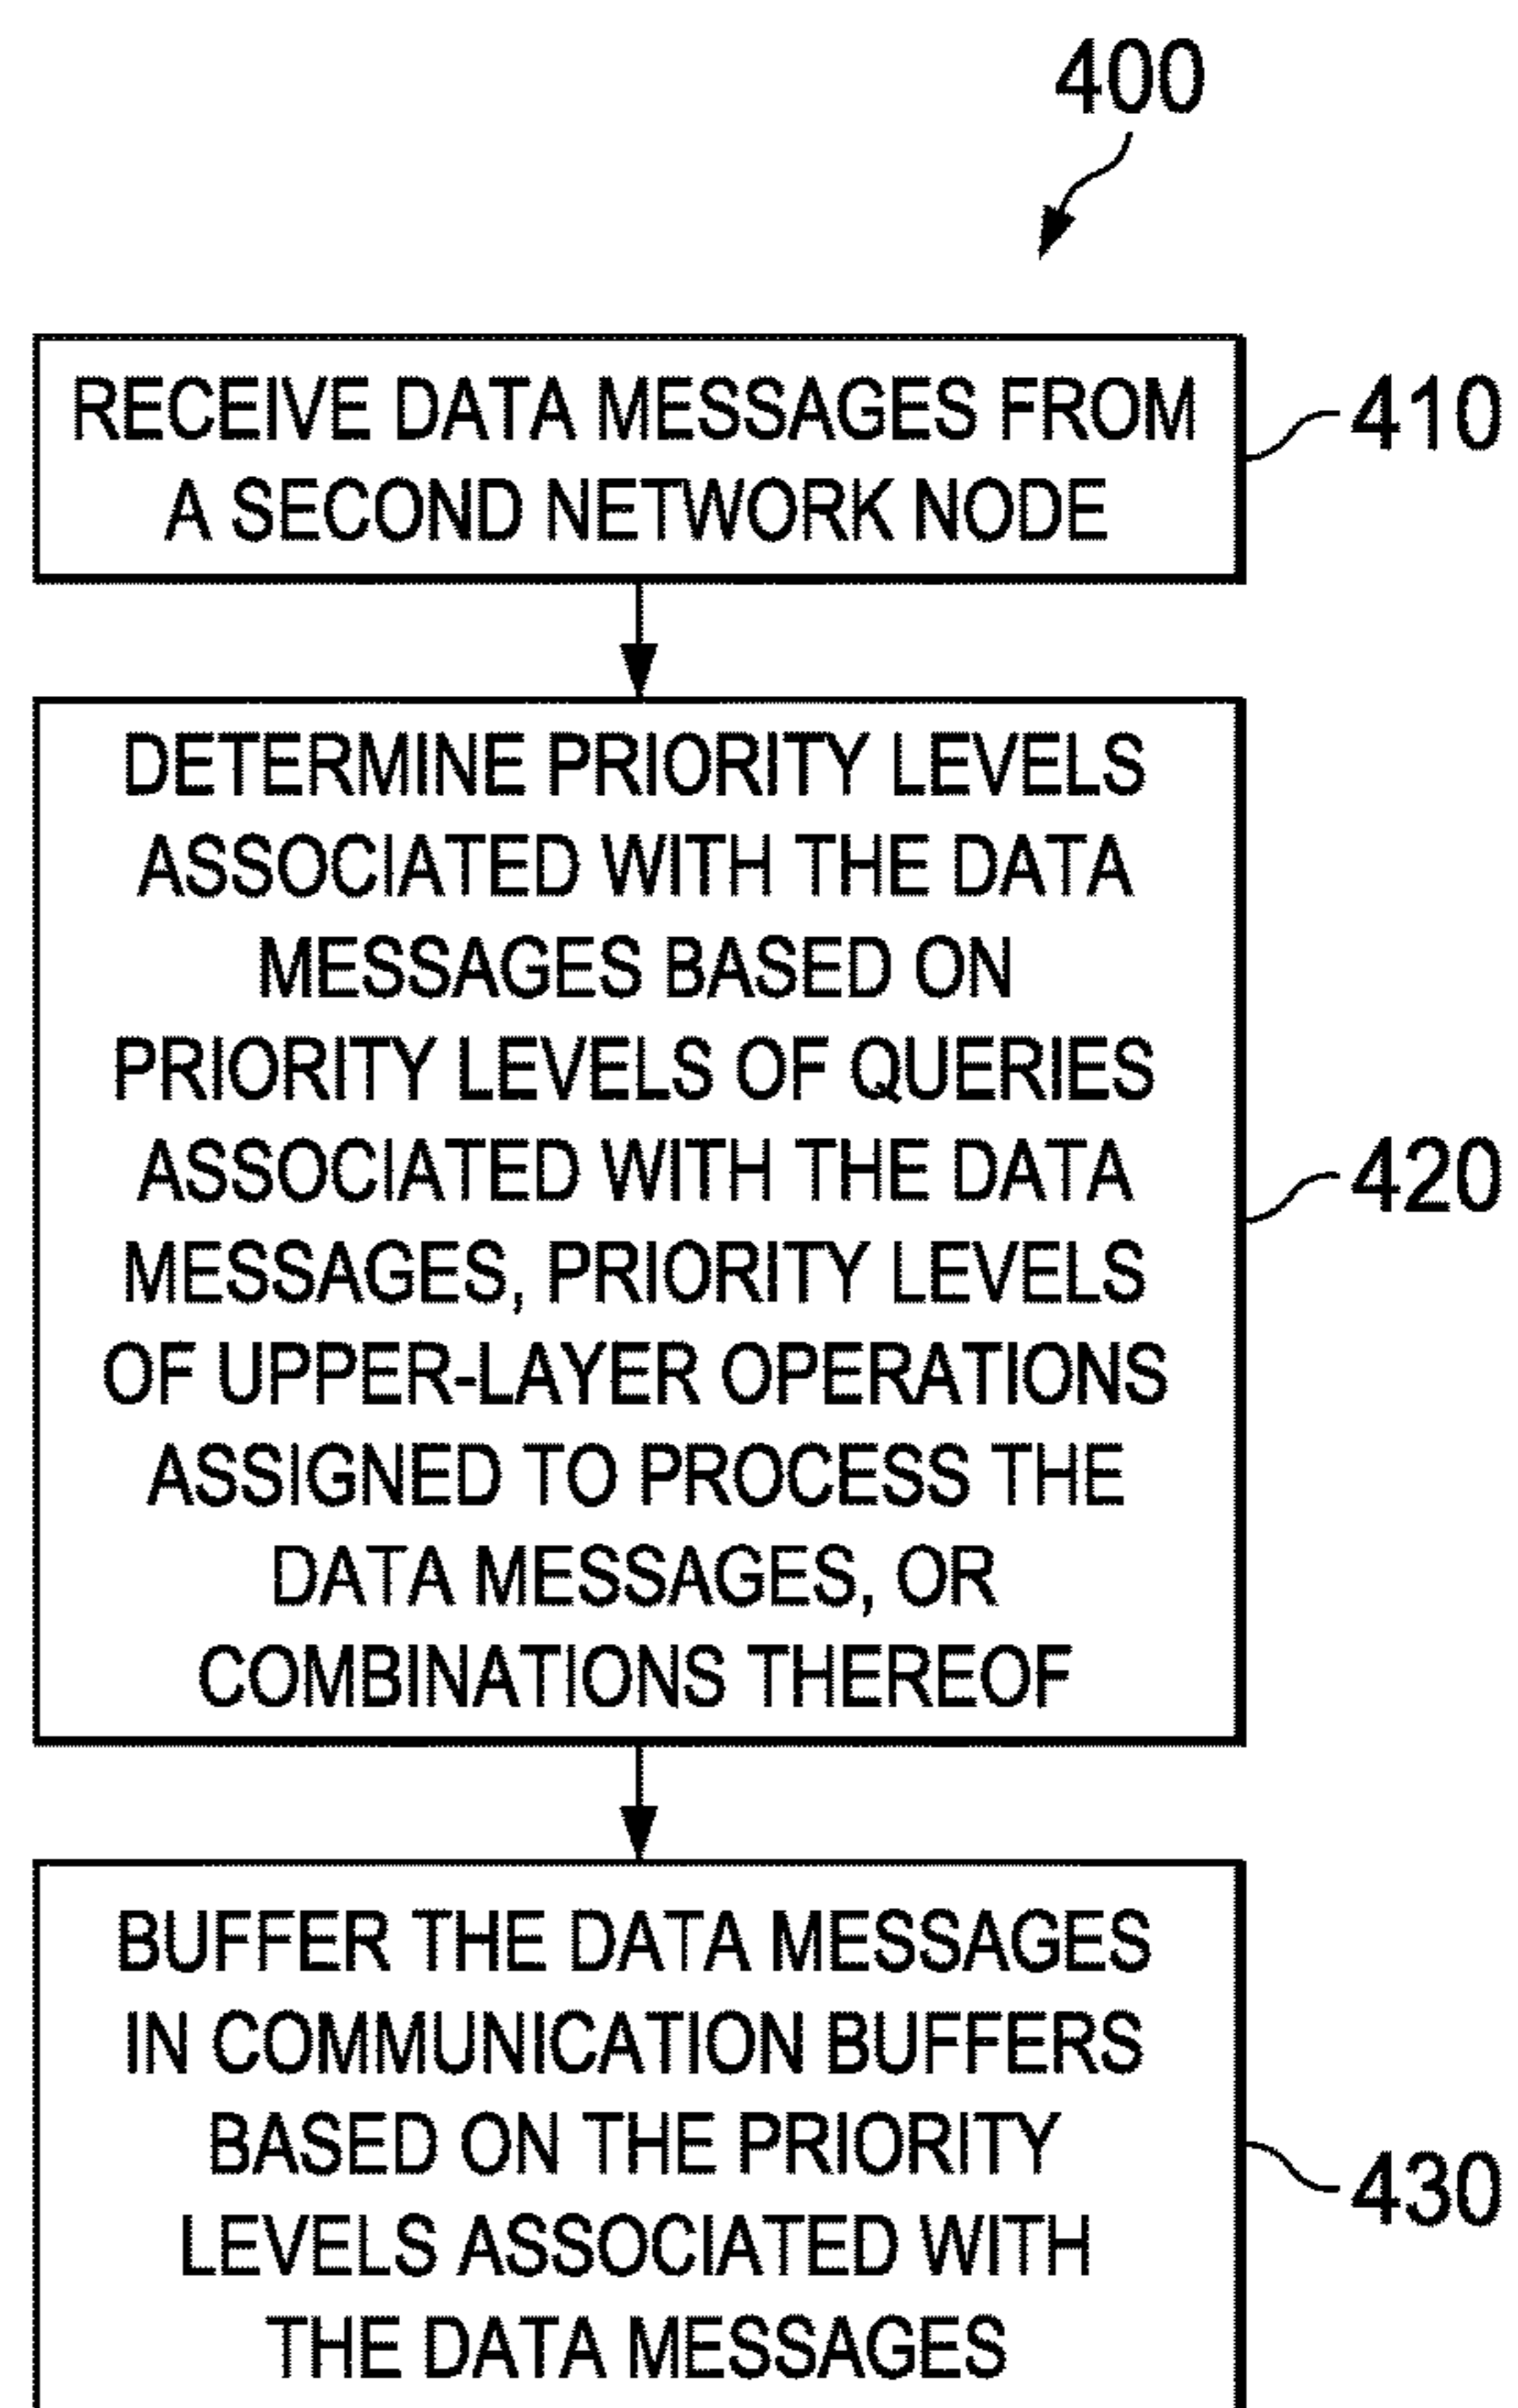 400
RECEIVE DATA MESSAGES FROM
A SECOND NETWORK NODE
410
DETERMINE PRIORITY LEVELS
ASSOCIATED WITH THE DATA
MESSAGES BASED ON
PRIORITY LEVELS OF QUERIES
ASSOCIATED WITH THE DATA
MESSAGES, PRIORITY LEVELS
OF UPPER-LAYER OPERATIONS
ASSIGNED TO PROCESS THE
DATA MESSAGES, OR
COMBINATIONS THEREOF
420
BUFFER THE DATA MESSAGES
IN COMMUNICATION BUFFERS
BASED ON THE PRIORITY
LEVELS ASSOCIATED WITH
THE DATA MESSAGES
430